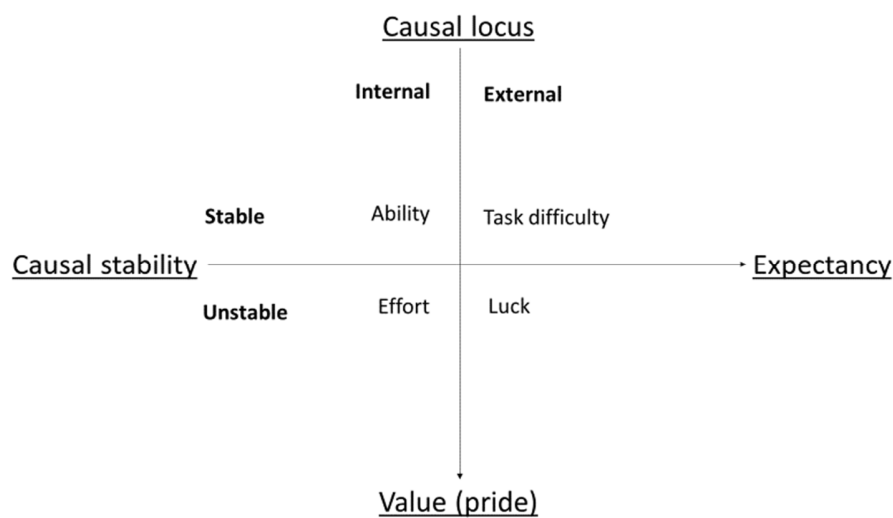 Causal locus
Internal External
Stable Ability Task difficulty
Causal stability Expectancy
Unstable Effort Luck
Value (pride)